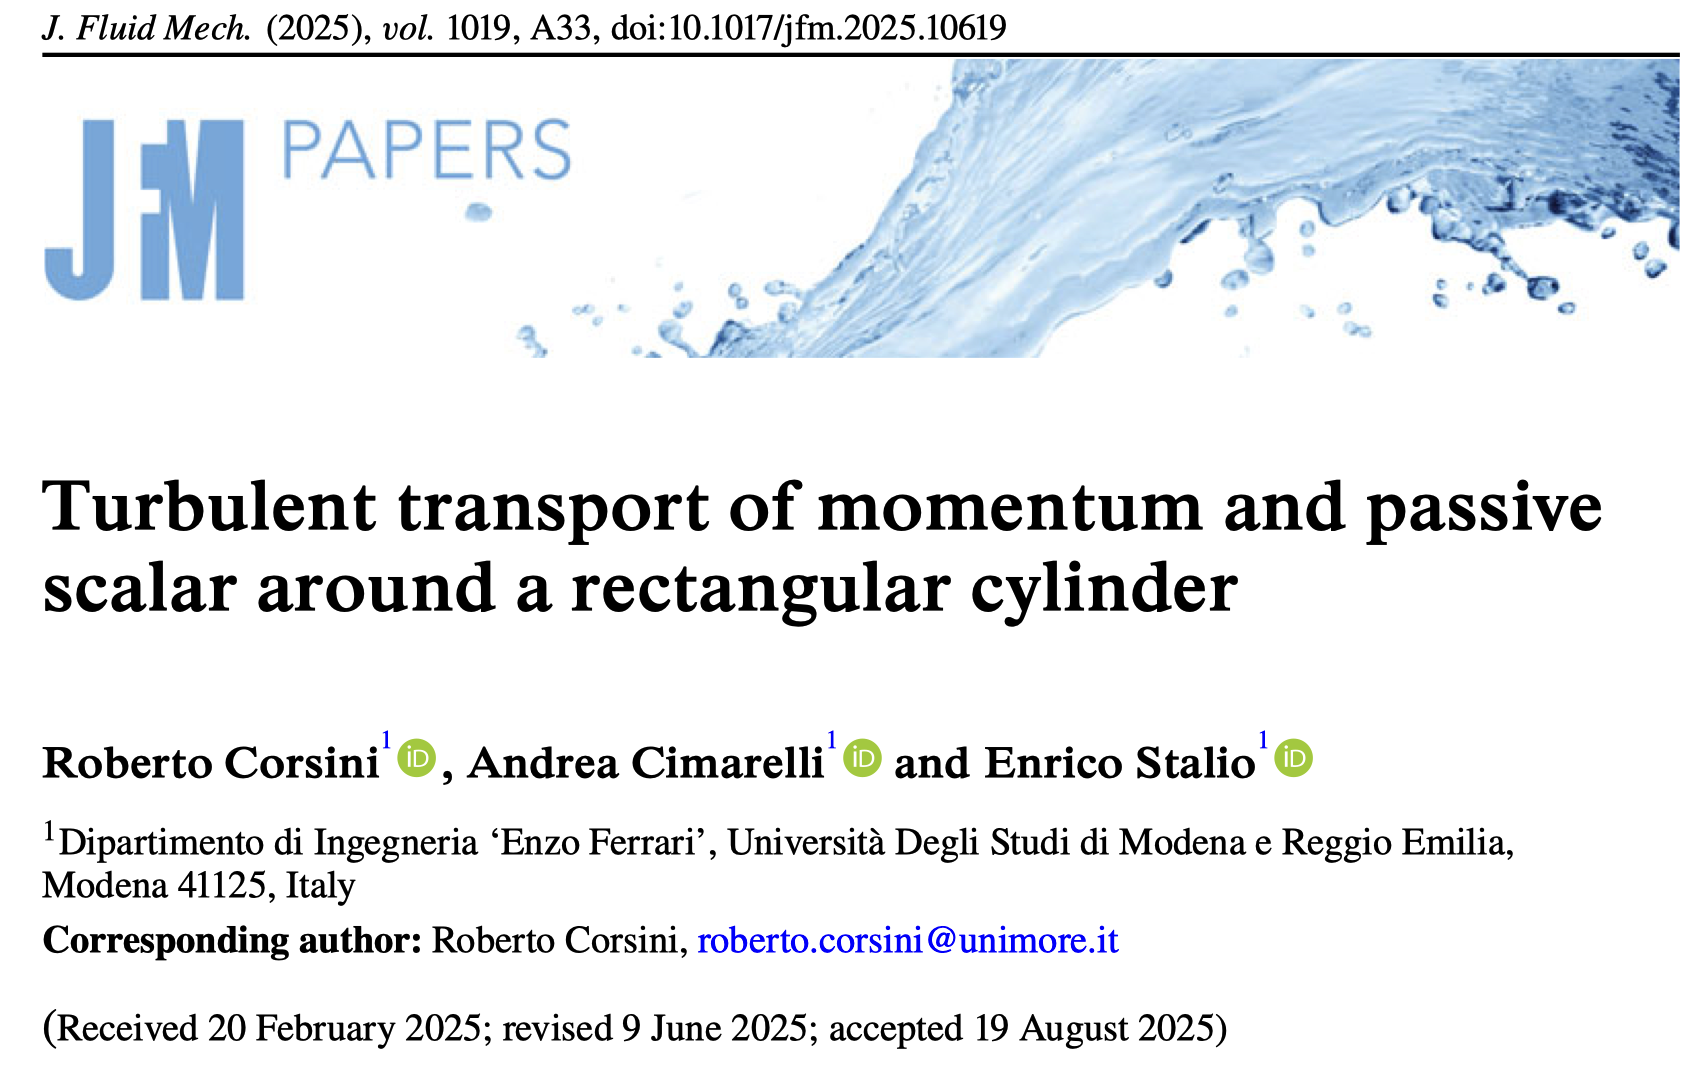 J. Fluid Mech. (2025), vol. 1019, A33, doi:10.1017/jfm.2025.10619
JFM PAPERS
Turbulent transport of momentum and passive
scalar around a rectangular cylinder
Roberto Corsini1 iD, Andrea Cimarelli1 iD and Enrico Stalio1 iD
1Dipartimento di Ingegneria ‘Enzo Ferrari’, Università Degli Studi di Modena e Reggio Emilia,
Modena 41125, Italy
Corresponding author: Roberto Corsini, roberto.corsini@unimore.it
(Received 20 February 2025; revised 9 June 2025; accepted 19 August 2025)